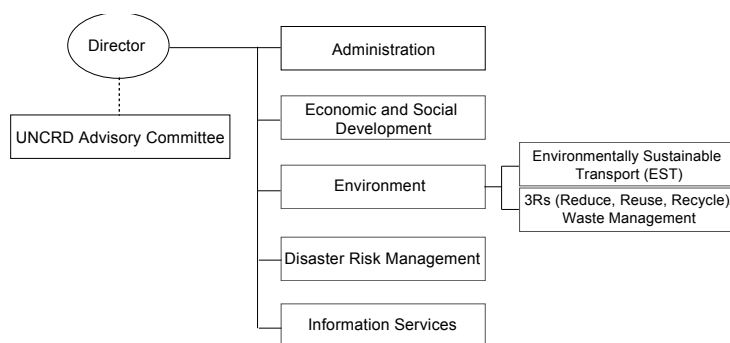 Director
Administration
Economic and Social
Development
UNCRD Advisory Committee
Environment
Environmentally Sustainable
Transport (EST)
3Rs (Reduce, Reuse, Recycle)
Waste Management
Disaster Risk Management
Information Services